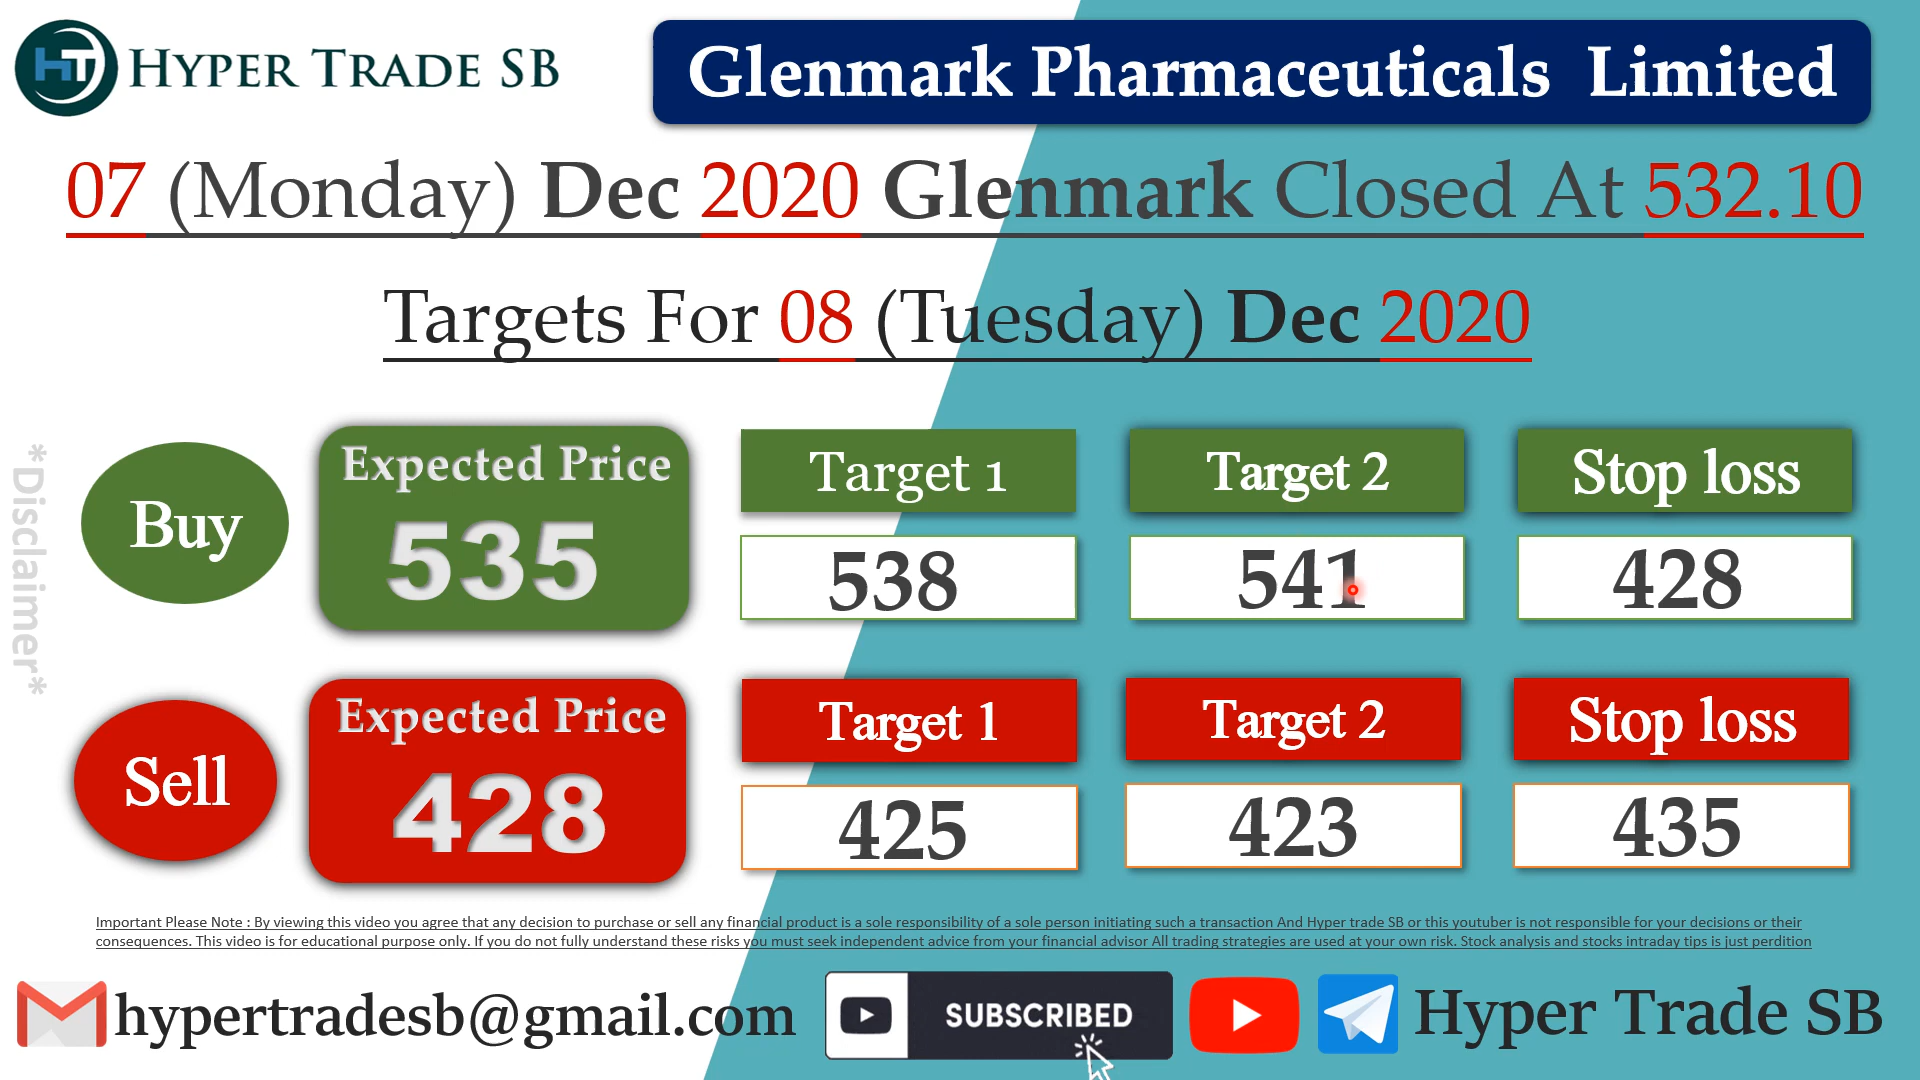 HT HYPER TRADE SB
Glenmark Pharmaceuticals Limited
07 (Monday) Dec 2020 Glenmark Closed At 532.10
Targets For 08 (Tuesday) Dec 2020
*Disclaimer*
Buy
Expected Price
535
Target 1
538
Target 2
541
Stop loss
428
Sell
Expected Price
428
Target 1
425
Target 2
423
Stop loss
435
Important Please Note : By viewing this video you agree that any decision to purchase or sell any financial product is a sole responsibility of a sole person initiating such a transaction And Hyper trade SB or this youtuber is not responsible for your decisions or their
consequences. This video is for educational purpose only. If you do not fully understand these risks you must seek independent advice from your financial advisor All trading strategies are used at your own risk. Stock analysis and stocks intraday tips is just perdition
hypertradesb@gmail.com
SUBSCRIBED
Hyper Trade SB